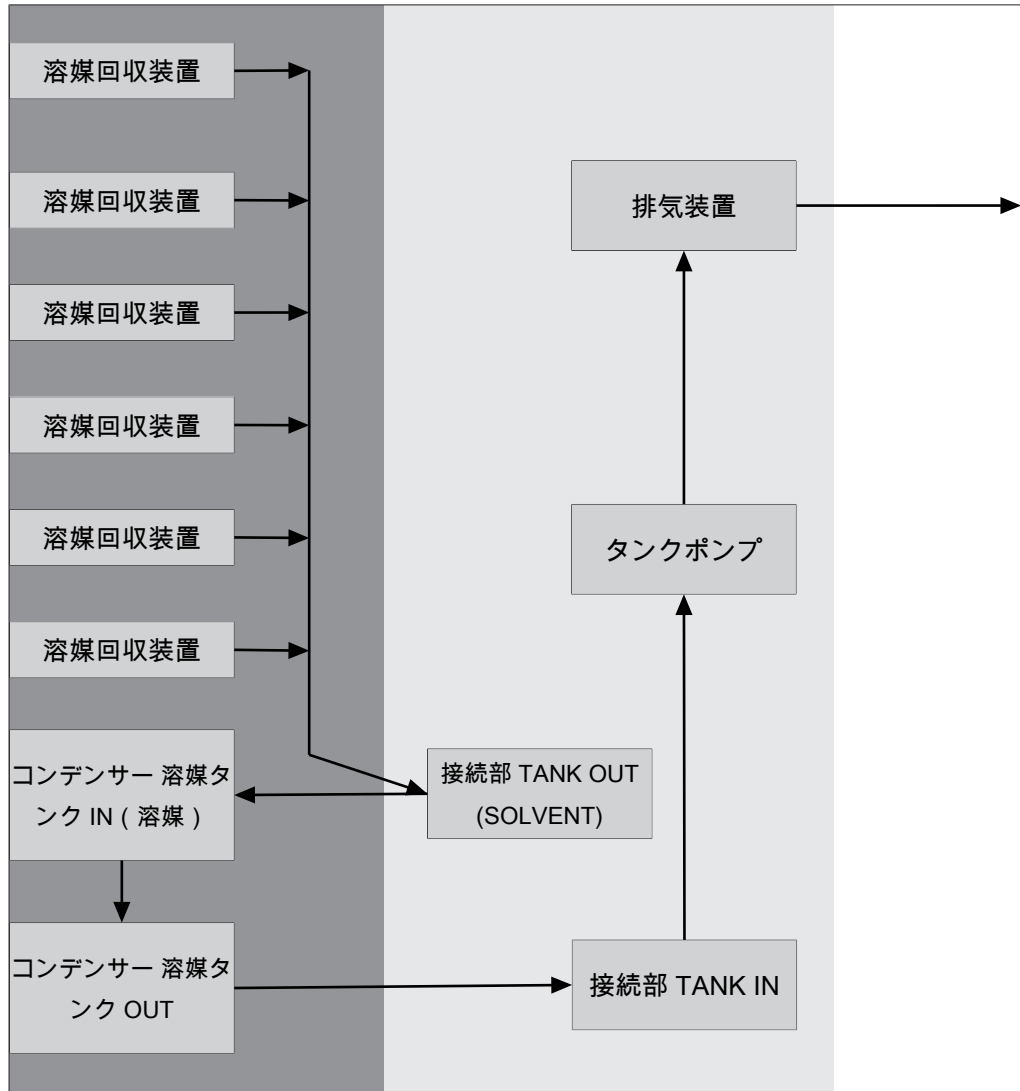 溶媒回収装置
溶媒回収装置
溶媒回収装置
溶媒回収装置
溶媒回収装置
溶媒回収装置
コンデンサー 溶媒タ
ンク IN ( 溶媒 )
コンデンサー 溶媒タ
ンク OUT
接続部 TANK OUT
(SOLVENT)
排気装置
タンクポンプ
接続部 TANK IN